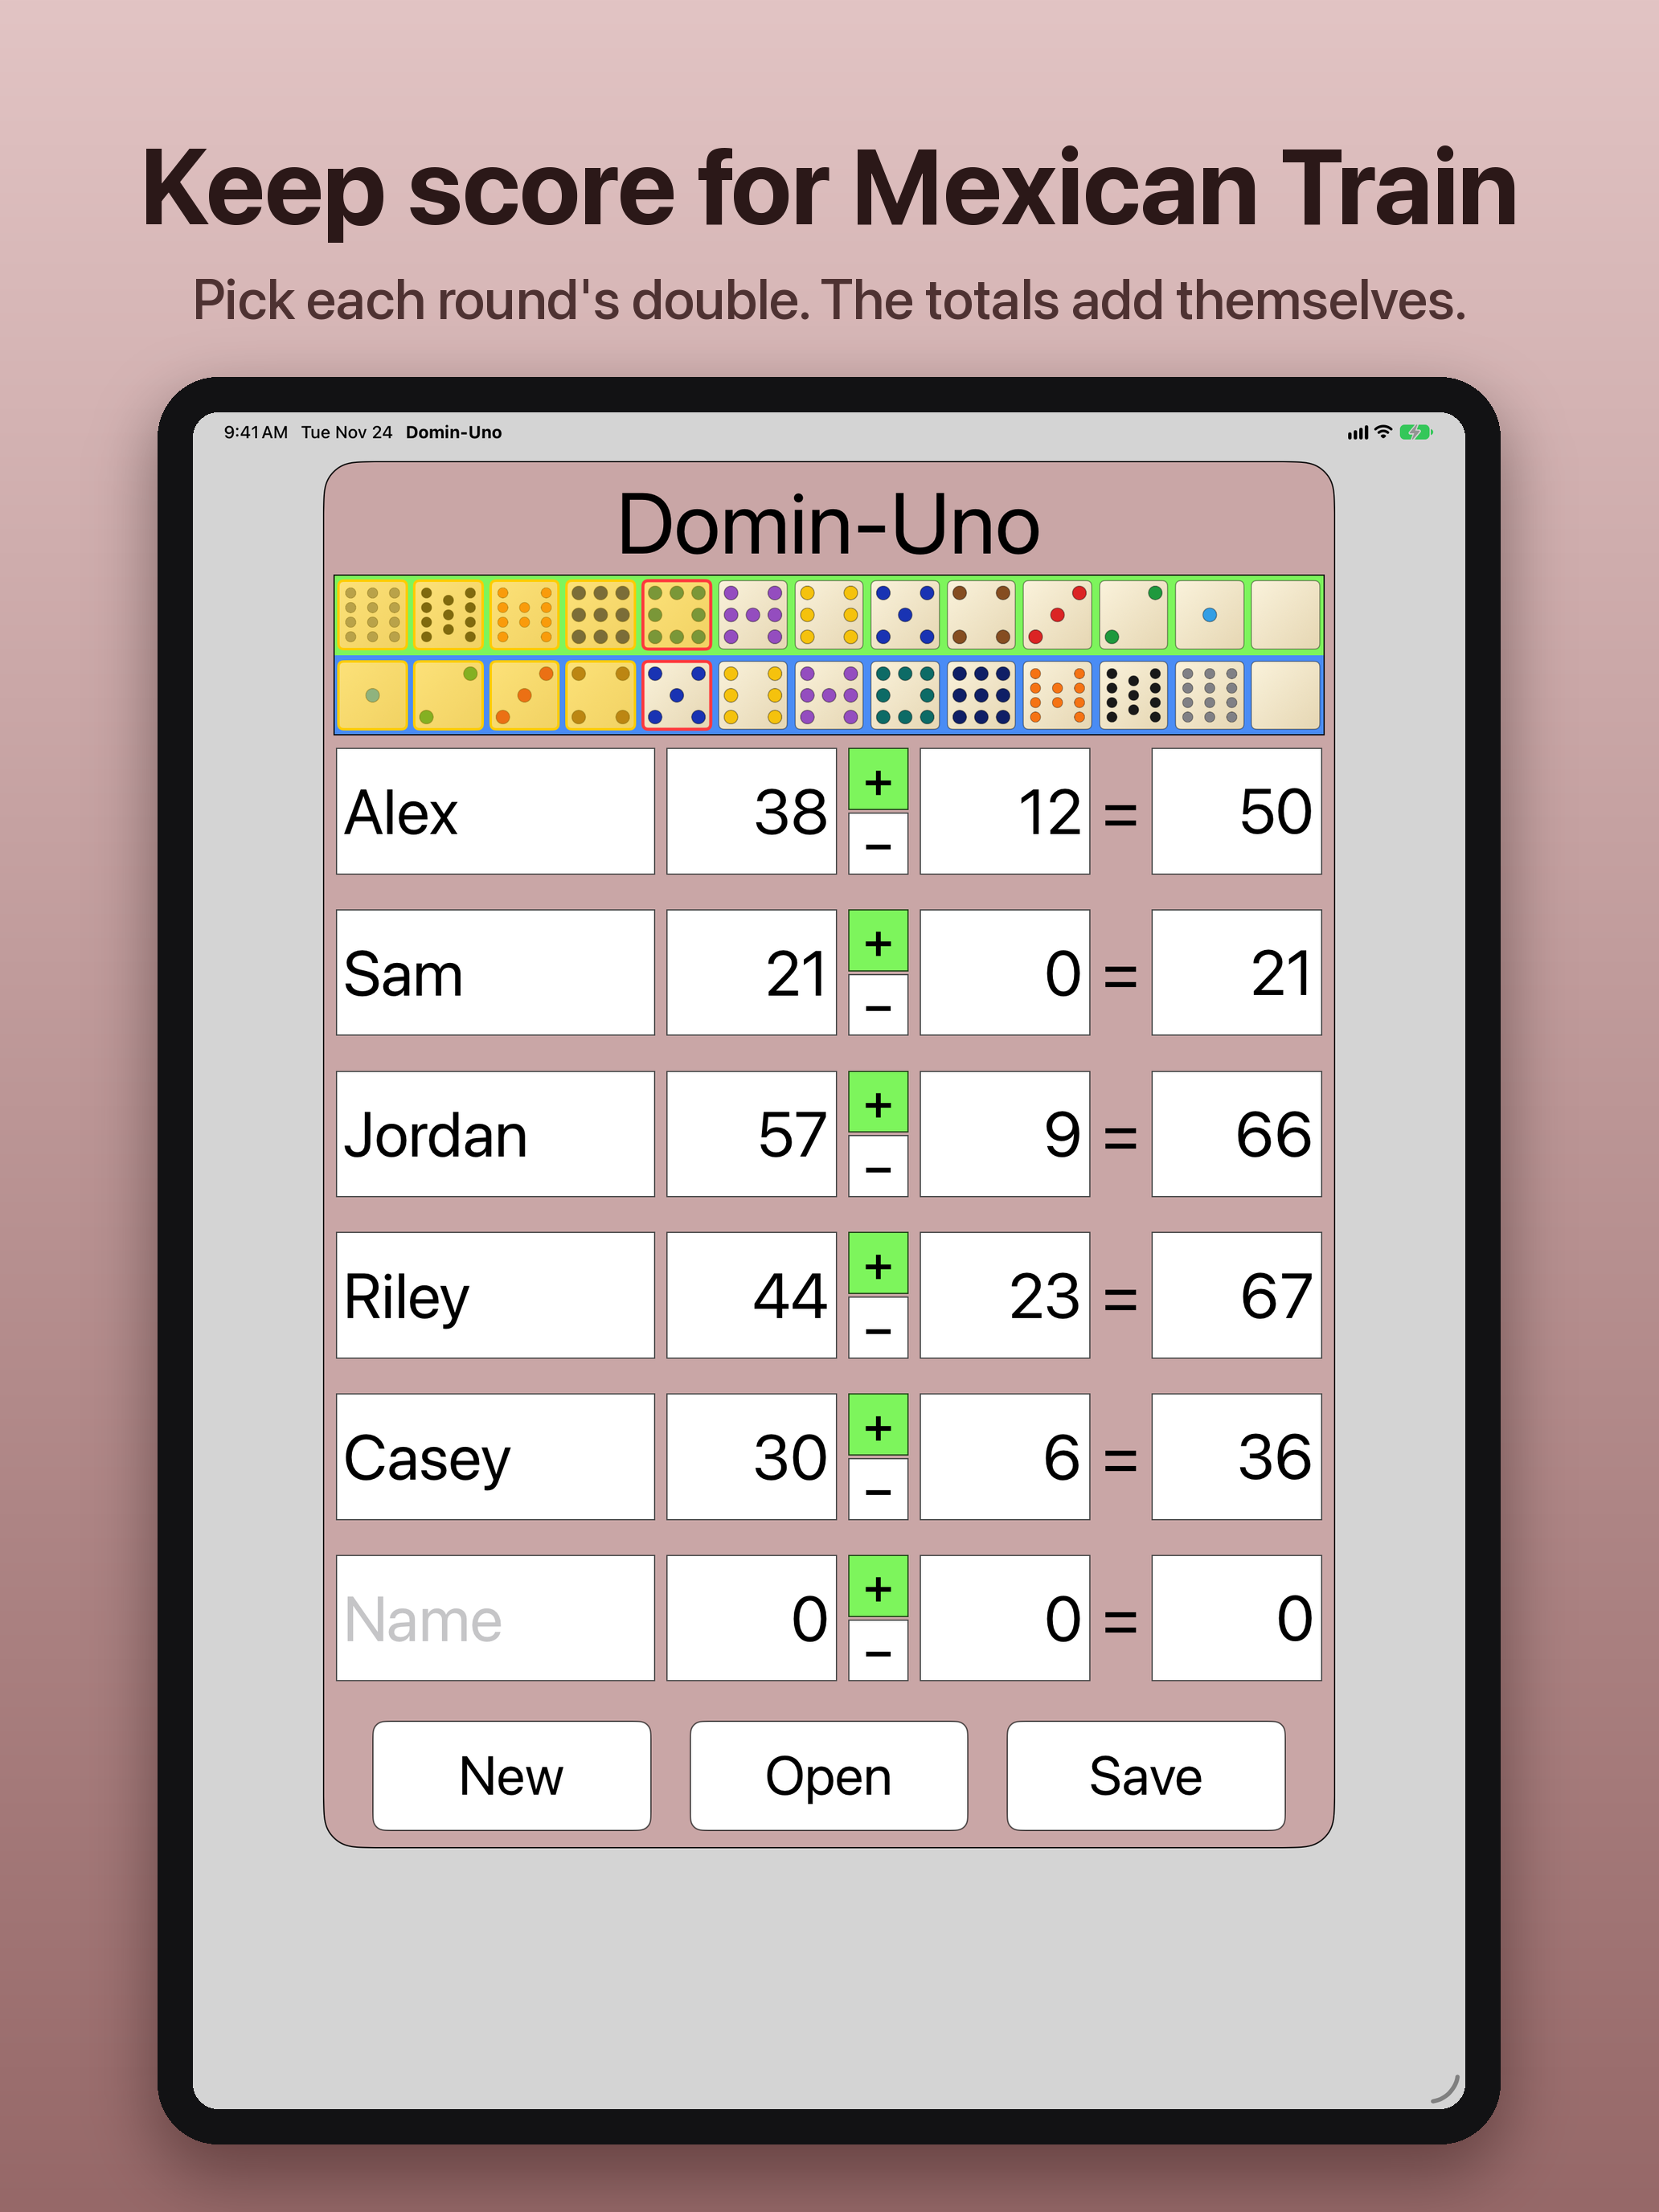 Keep score for Mexican Train
Pick each round's double. The totals add themselves.
9:41 AM Tue Nov 24 Domin-Uno
Domin-Uno
Alex 38 + - 12 = 50
Sam 21 + - 0 = 21
Jordan 57 + - 9 = 66
Riley 44 + - 23 = 67
Casey 30 + - 6 = 36
Name 0 + - 0 = 0
New Open Save